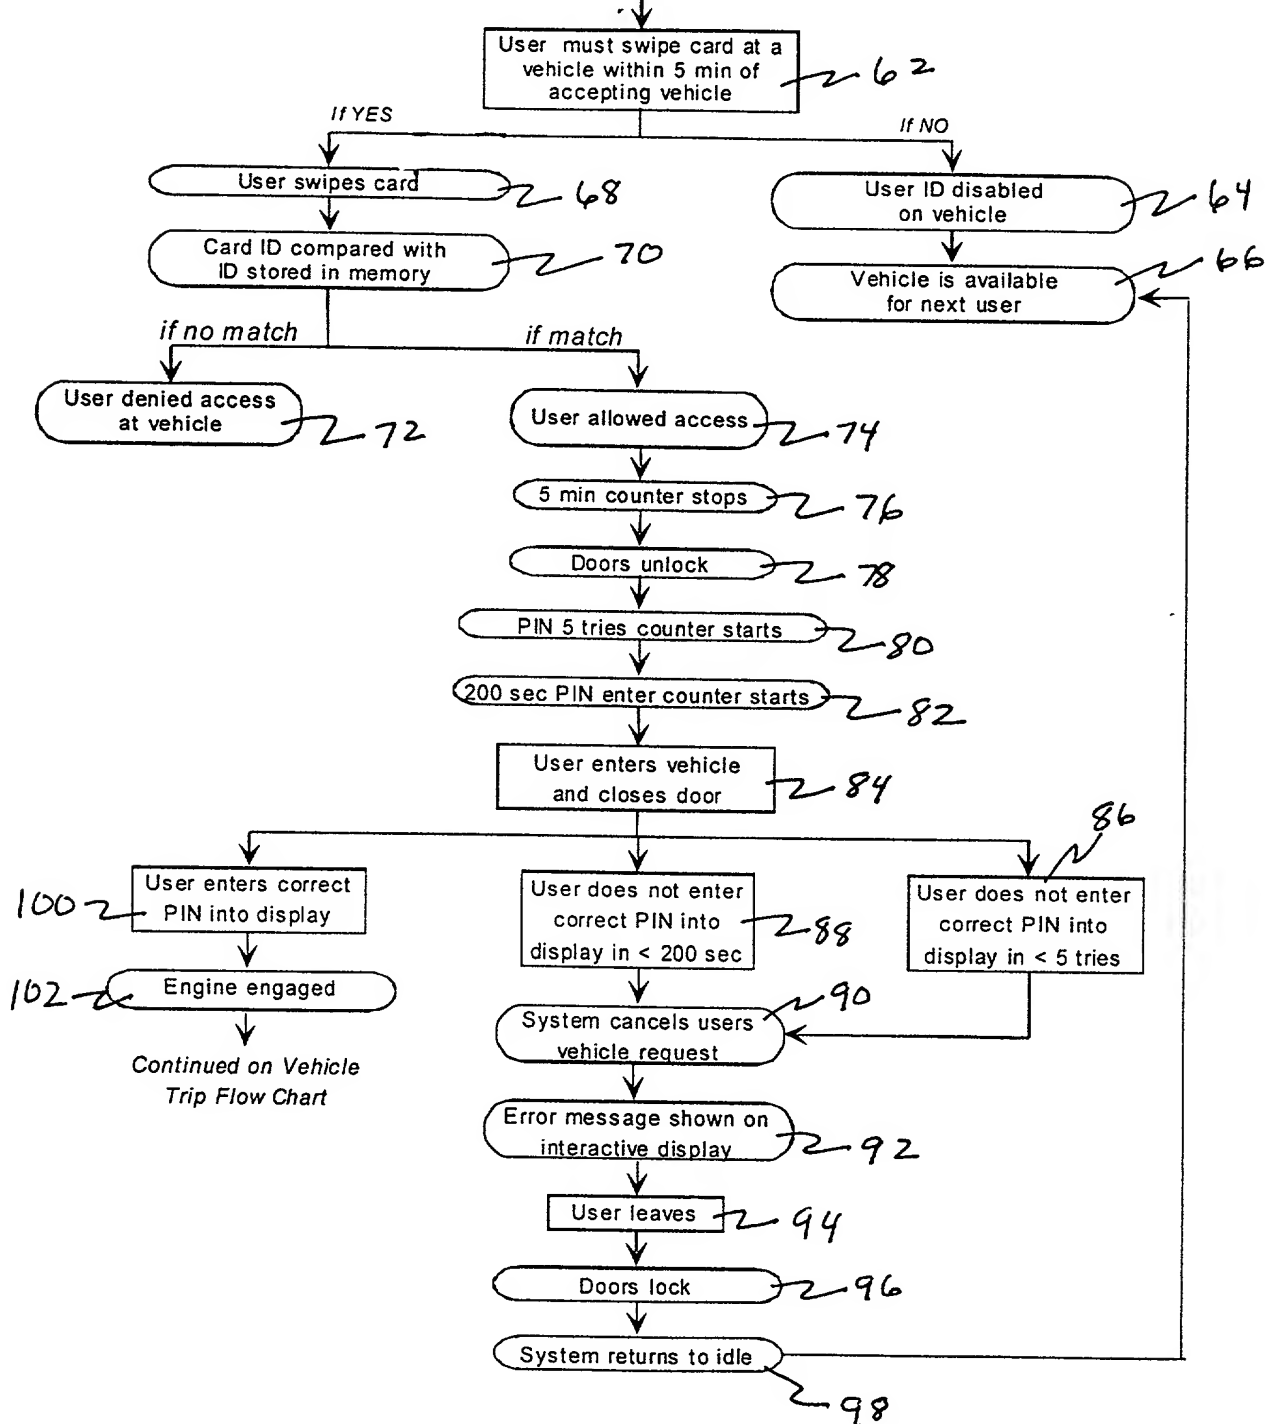 User must swipe card at a
vehicle within 5 min of
accepting vehicle
62
If YES
If NO
User swipes card
68
User ID disabled
on vehicle
64
Card ID compared with
ID stored in memory
70
Vehicle is available
for next user
66
if no match
if match
User denied access
at vehicle
72
User allowed access
74
5 min counter stops
76
Doors unlock
78
PIN 5 tries counter starts
80
200 sec PIN enter counter starts
82
User enters vehicle
and closes door
84
86
100
User enters correct
PIN into display
User does not enter
correct PIN into
display in < 200 sec
88
User does not enter
correct PIN into
display in < 5 tries
102
Engine engaged
90
System cancels users
vehicle request
Continued on Vehicle
Trip Flow Chart
Error message shown on
interactive display
92
User leaves
94
Doors lock
96
System returns to idle
98